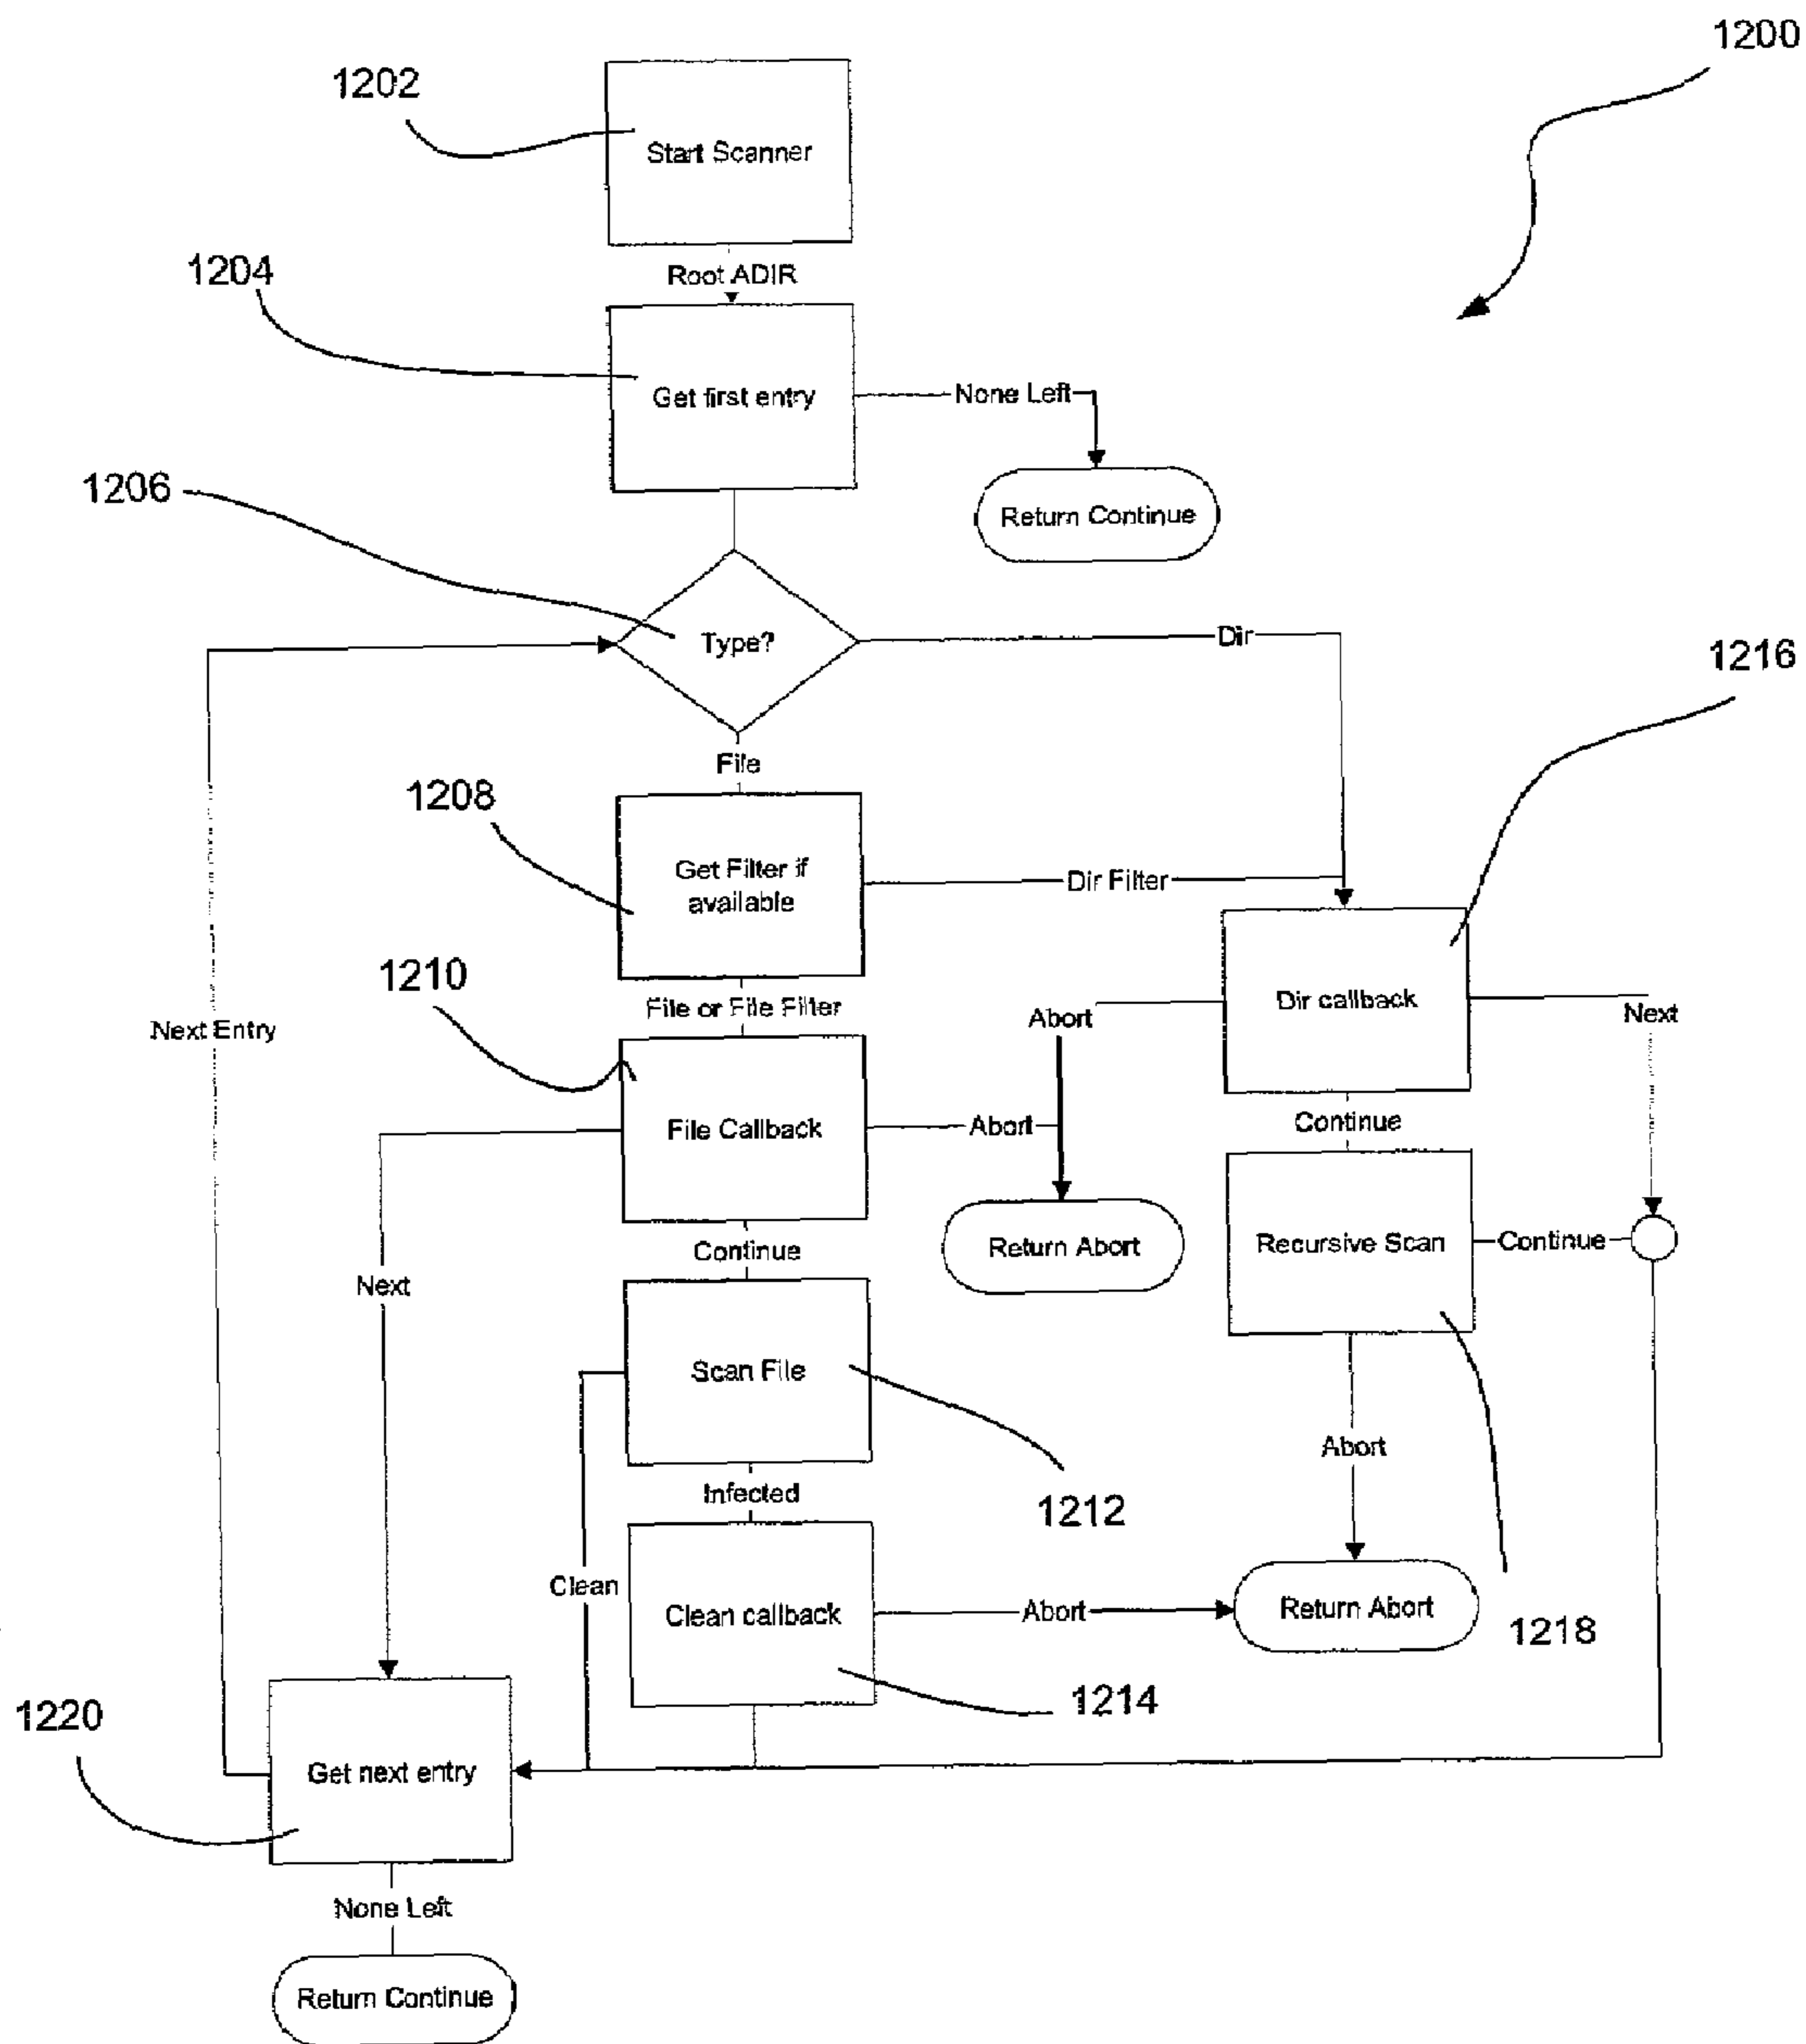 1200
1202
Start Scanner
1204
Root ADIR
Get first entry
None Left
1206
Return Continue
Type?
Dir
1216
File
1208
Get Filter if
available
Dir Filter
1210
File or File Filter
Dir callback
Abort
Next
Next Entry
File Callback
Abort
Continue
Continue
Return Abort
Recursive Scan
Continue
Next
Scan File
Abort
Infected
1212
Clean
Clean callback
Abort
Return Abort
1218
1214
1220
Get next entry
None Left
Return Continue